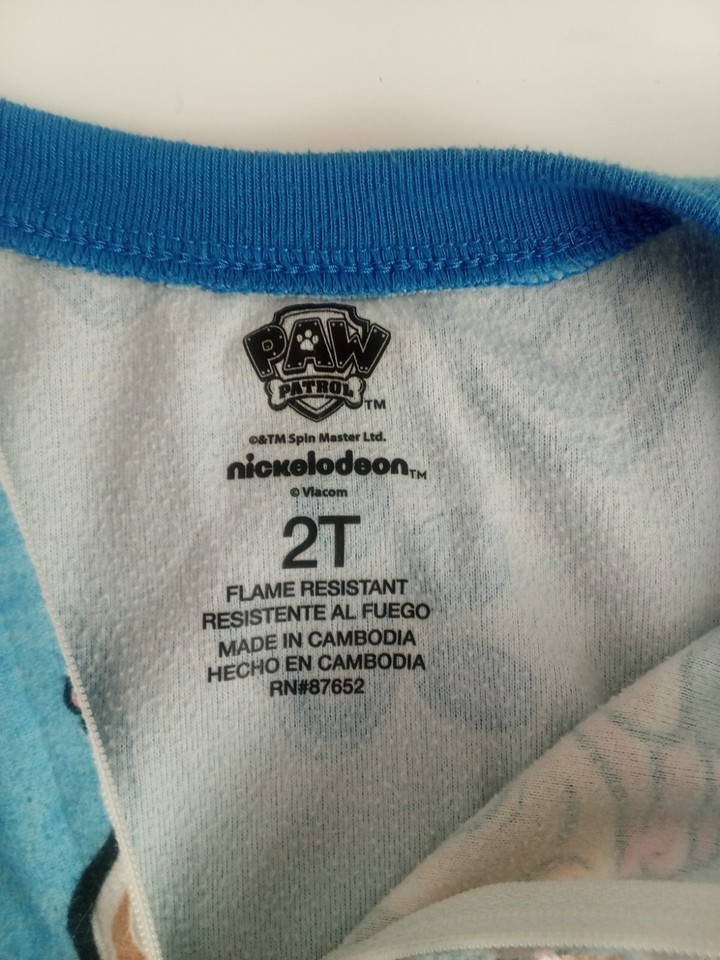 PAW
PATROL TM
©&TM Spin Master Ltd.
nickelodeon TM
© Viacom
2T
FLAME RESISTANT
RESISTENTE AL FUEGO
MADE IN CAMBODIA
HECHO EN CAMBODIA
RN#87652